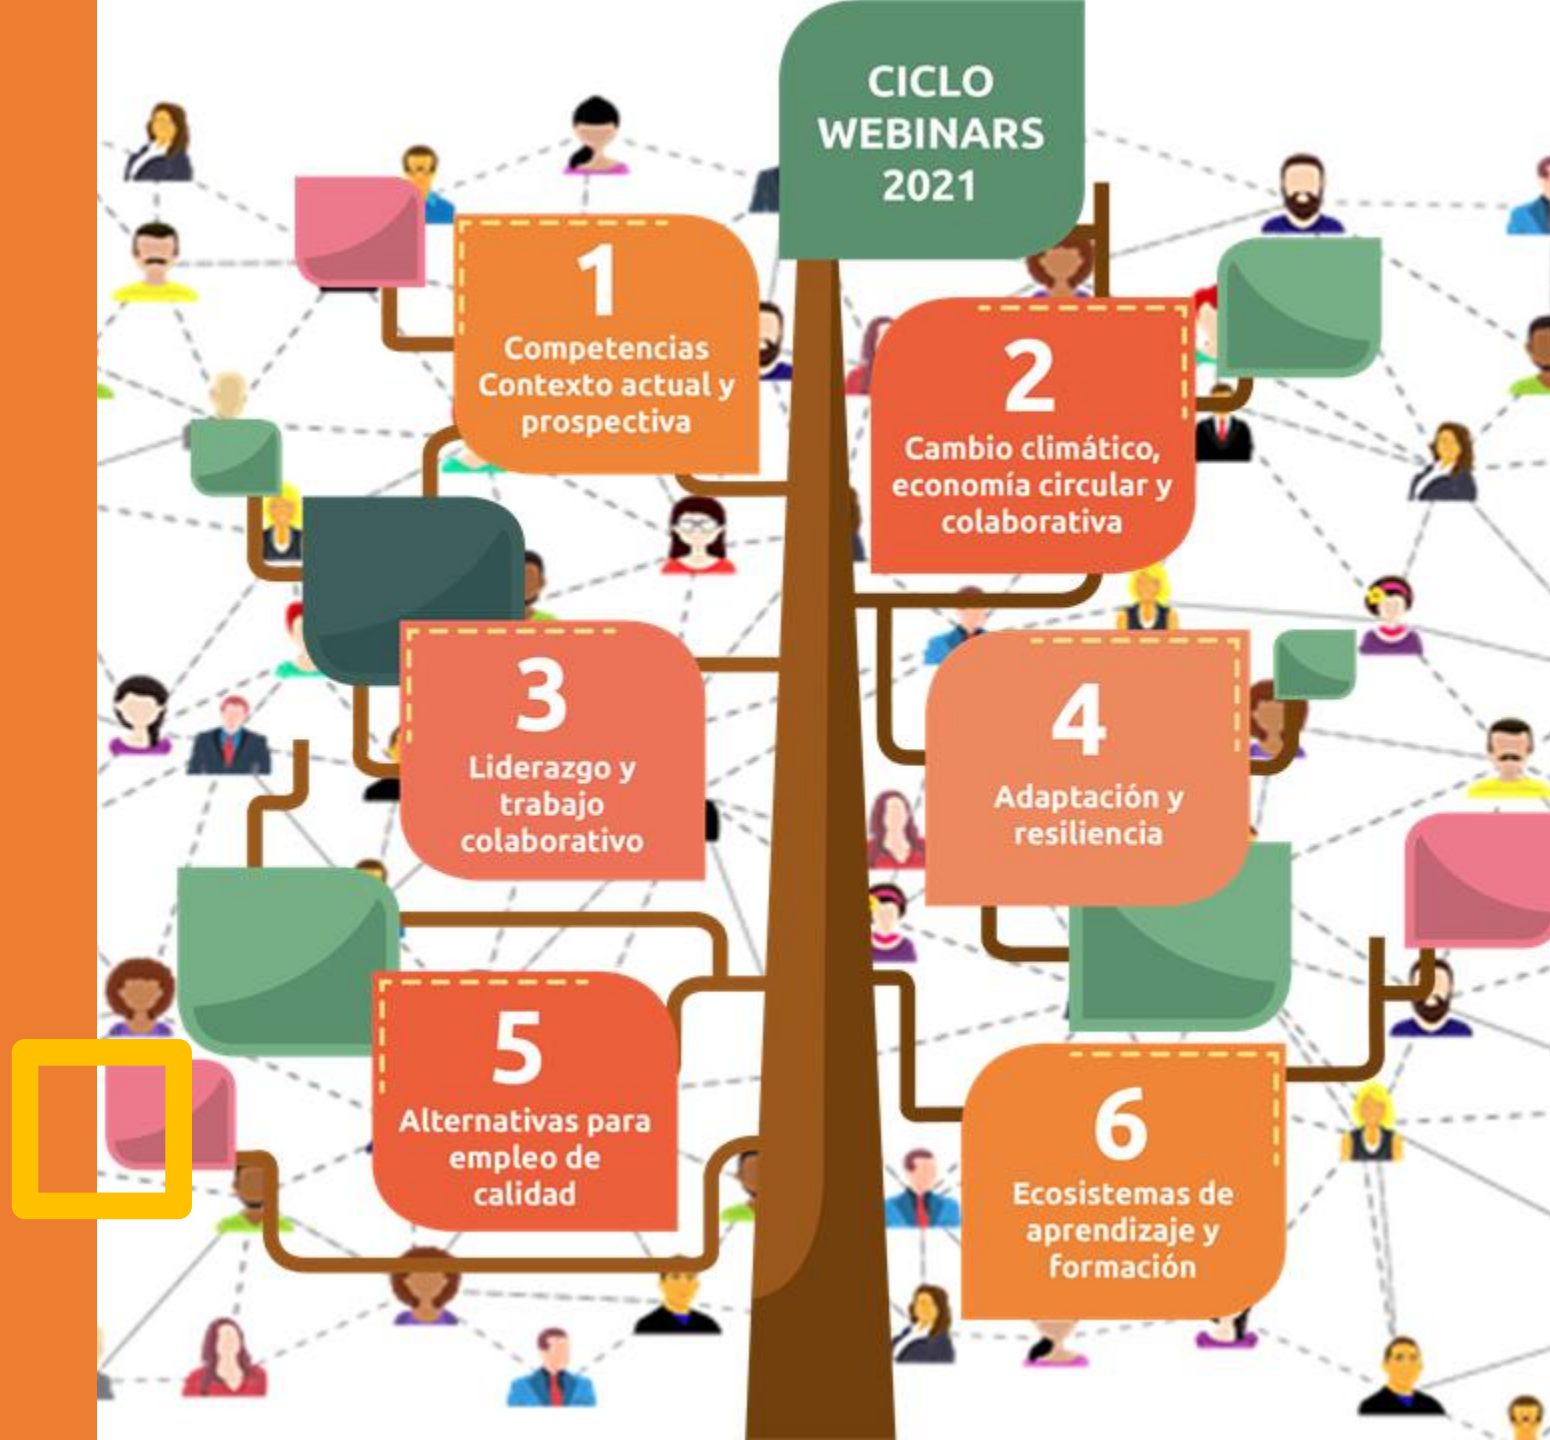 CICLO
WEBINARS
2021
1
Competencias
Contexto actual y
prospectiva
2
Cambio climático,
economía circular y
colaborativa
3
Liderazgo y
trabajo
colaborativo
4
Adaptación y
resiliencia
5
Alternativas para
empleo de
calidad
6
Ecosistemas de
aprendizaje y
formación